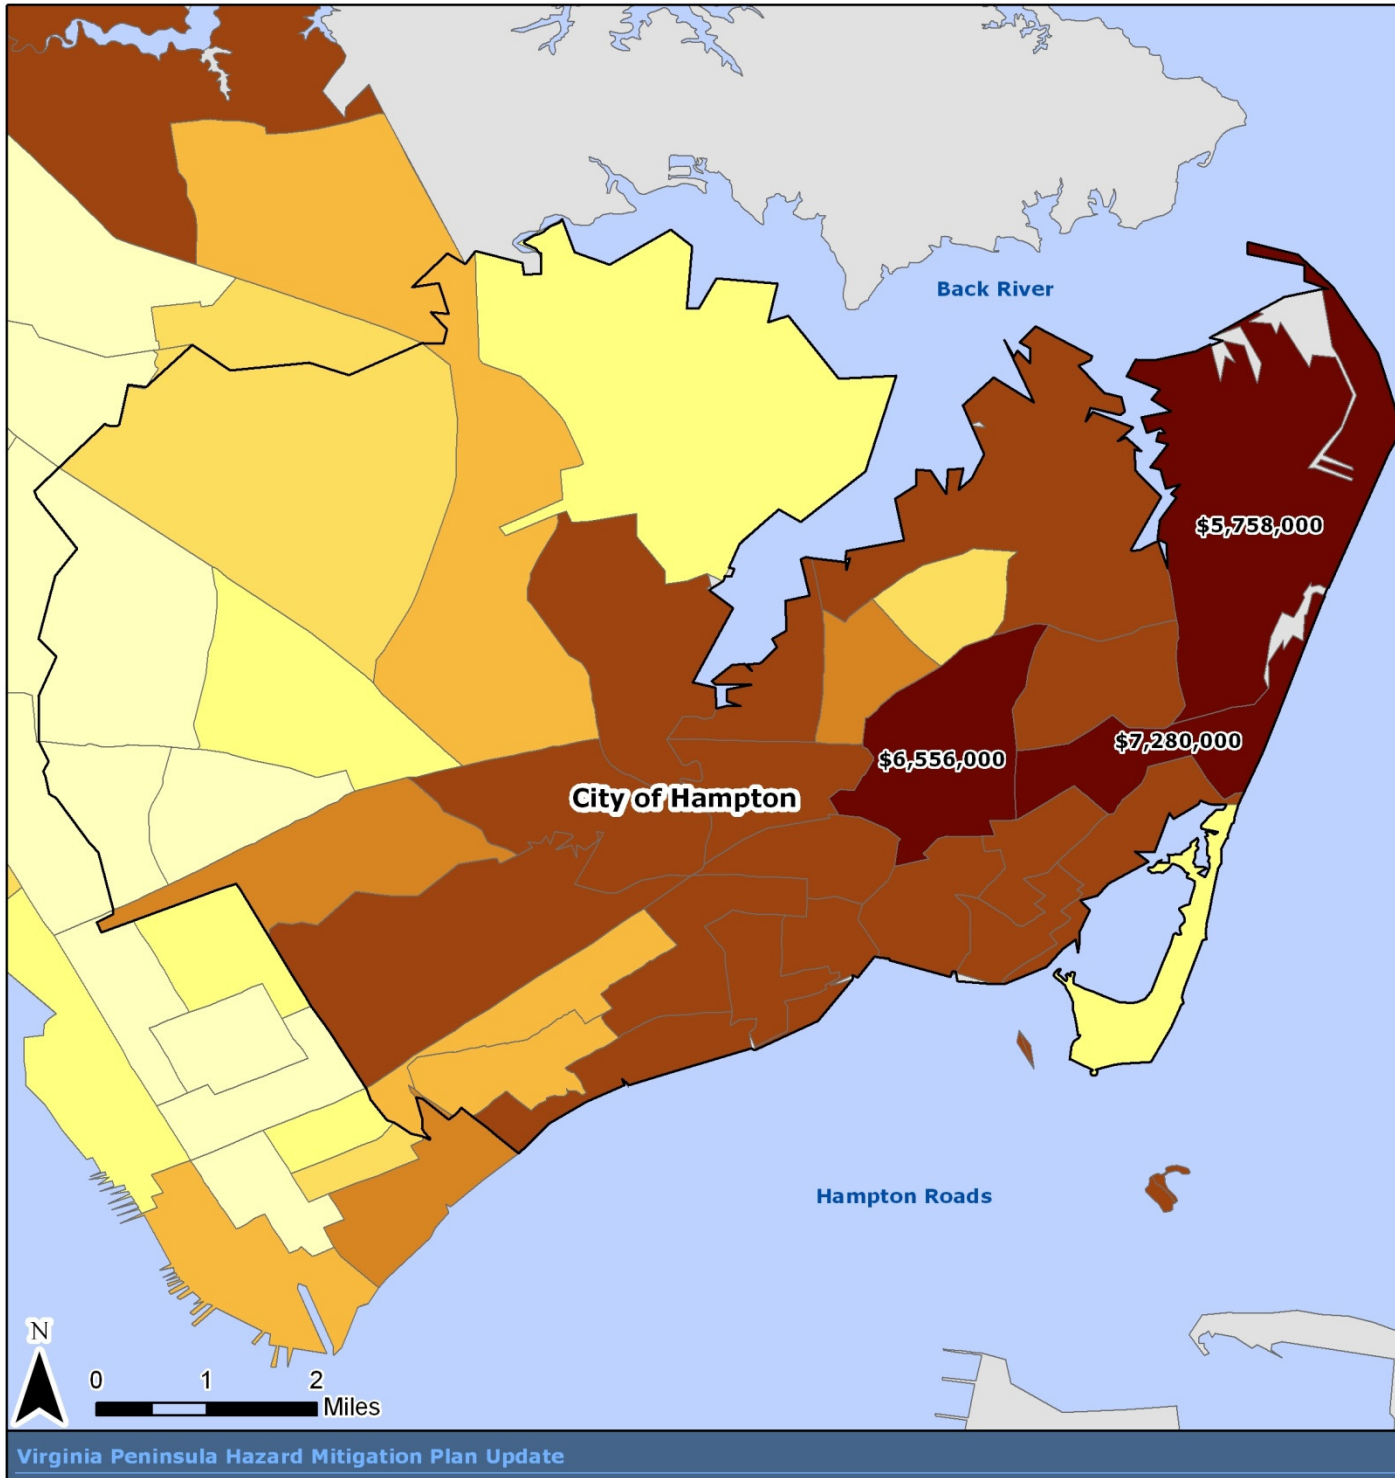 Back River
$5,758,000
$7,280,000
$6,556,000
City of Hampton
Hampton Roads
N
0 1 2
Miles
Virginia Peninsula Hazard Mitigation Plan Update